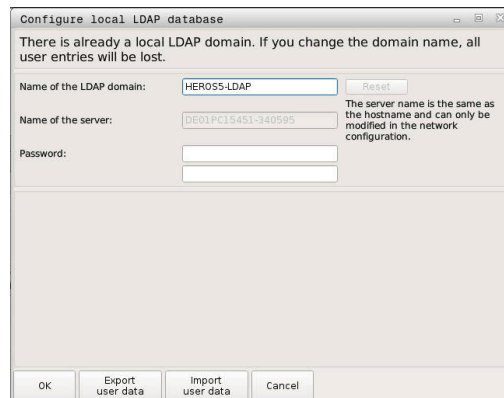 Configure local LDAP database
There is already a local LDAP domain. If you change the domain name, all
user entries will be lost.
Name of the LDAP domain:
HEROS5-LDAP
Reset
Name of the server:
DE01PC15451-340595
The server name is the same as
the hostname and can only be
modified in the network
configuration.
Password:
OK
Export
user data
Import
user data
Cancel